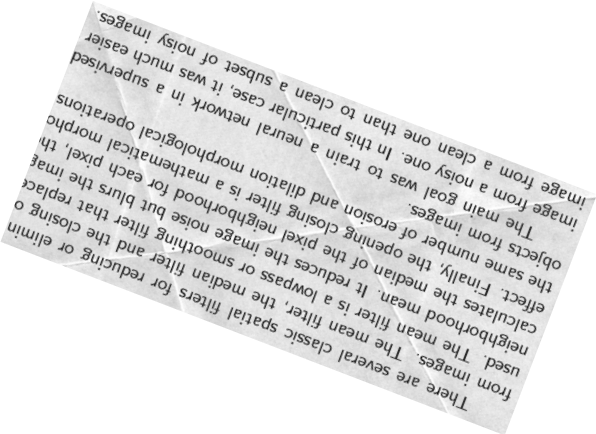 There are several classic spatial filters for reducing or elimin
from images. The mean filter, the median filter and the closing o
used. The mean filter is a lowpass or smoothing filter that replace
neighborhood mean. It reduces the image noise but blurs the image
calculates the median of the pixel neighborhood for each pixel, th
effect. Finally, the opening closing filter is a mathematical morpho
the same number of erosion and dilation morphological operations
objects from images.
The main goal was to train a neural network in a supervised
image from a noisy one. In this particular case, it was much easier
image from a clean one than to clean a subset of noisy images.